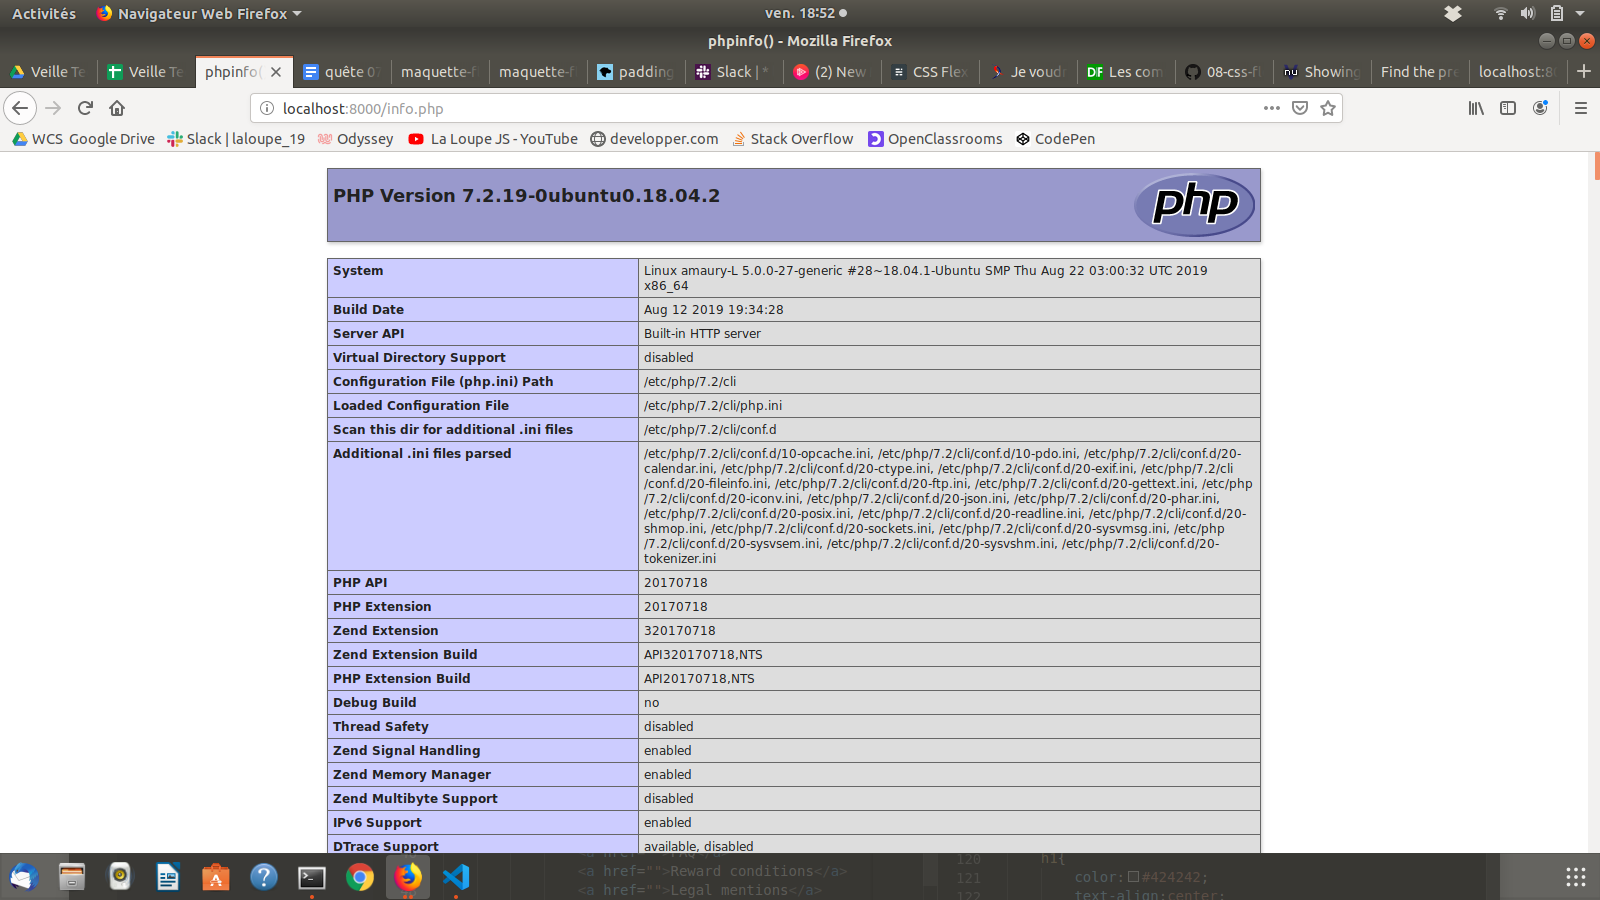 Activités
Navigateur Web Firefox
ven. 18:52
phpinfo() - Mozilla Firefox
Veille Te
Veille Te
phpinfo(
quête 07
maquette-f
maquette-f
padding
Slack | *
(2) New
CSS Flex
Je voudr
DF Les com
08-css-fl
nu Showing
Find the pre
localhost:80
localhost:8000/info.php
WCS Google Drive
Slack | laloupe_19
Odyssey
La Loupe JS - YouTube
developper.com
Stack Overflow
OpenClassrooms
CodePen
PHP Version 7.2.19-0ubuntu0.18.04.2
php
System
Linux amaury-L 5.0.0-27-generic #28~18.04.1-Ubuntu SMP Thu Aug 22 03:00:32 UTC 2019
x86_64
Build Date
Aug 12 2019 19:34:28
Server API
Built-in HTTP server
Virtual Directory Support
disabled
Configuration File (php.ini) Path
/etc/php/7.2/cli
Loaded Configuration File
/etc/php/7.2/cli/php.ini
Scan this dir for additional .ini files
/etc/php/7.2/cli/conf.d
Additional .ini files parsed
/etc/php/7.2/cli/conf.d/10-opcache.ini, /etc/php/7.2/cli/conf.d/10-pdo.ini, /etc/php/7.2/cli/conf.d/20-
calendar.ini, /etc/php/7.2/cli/conf.d/20-ctype.ini, /etc/php/7.2/cli/conf.d/20-exif.ini, /etc/php/7.2/cli
/conf.d/20-fileinfo.ini, /etc/php/7.2/cli/conf.d/20-ftp.ini, /etc/php/7.2/cli/conf.d/20-gettext.ini, /etc/php
/7.2/cli/conf.d/20-iconv.ini, /etc/php/7.2/cli/conf.d/20-json.ini, /etc/php/7.2/cli/conf.d/20-phar.ini,
/etc/php/7.2/cli/conf.d/20-posix.ini, /etc/php/7.2/cli/conf.d/20-readline.ini, /etc/php/7.2/cli/conf.d/20-
shmop.ini, /etc/php/7.2/cli/conf.d/20-sockets.ini, /etc/php/7.2/cli/conf.d/20-sysvmsg.ini, /etc/php
/7.2/cli/conf.d/20-sysvsem.ini, /etc/php/7.2/cli/conf.d/20-sysvshm.ini, /etc/php/7.2/cli/conf.d/20-
tokenizer.ini
PHP API
20170718
PHP Extension
20170718
Zend Extension
320170718
Zend Extension Build
API320170718,NTS
PHP Extension Build
API20170718,NTS
Debug Build
no
Thread Safety
disabled
Zend Signal Handling
enabled
Zend Memory Manager
enabled
Zend Multibyte Support
disabled
IPv6 Support
enabled
DTrace Support
available, disabled
<a href="">FAQ</a>
<a href="">Reward conditions</a>
<a href="">Legal mentions</a>
120 h1{
121 color: #424242;
122 text-align:center;